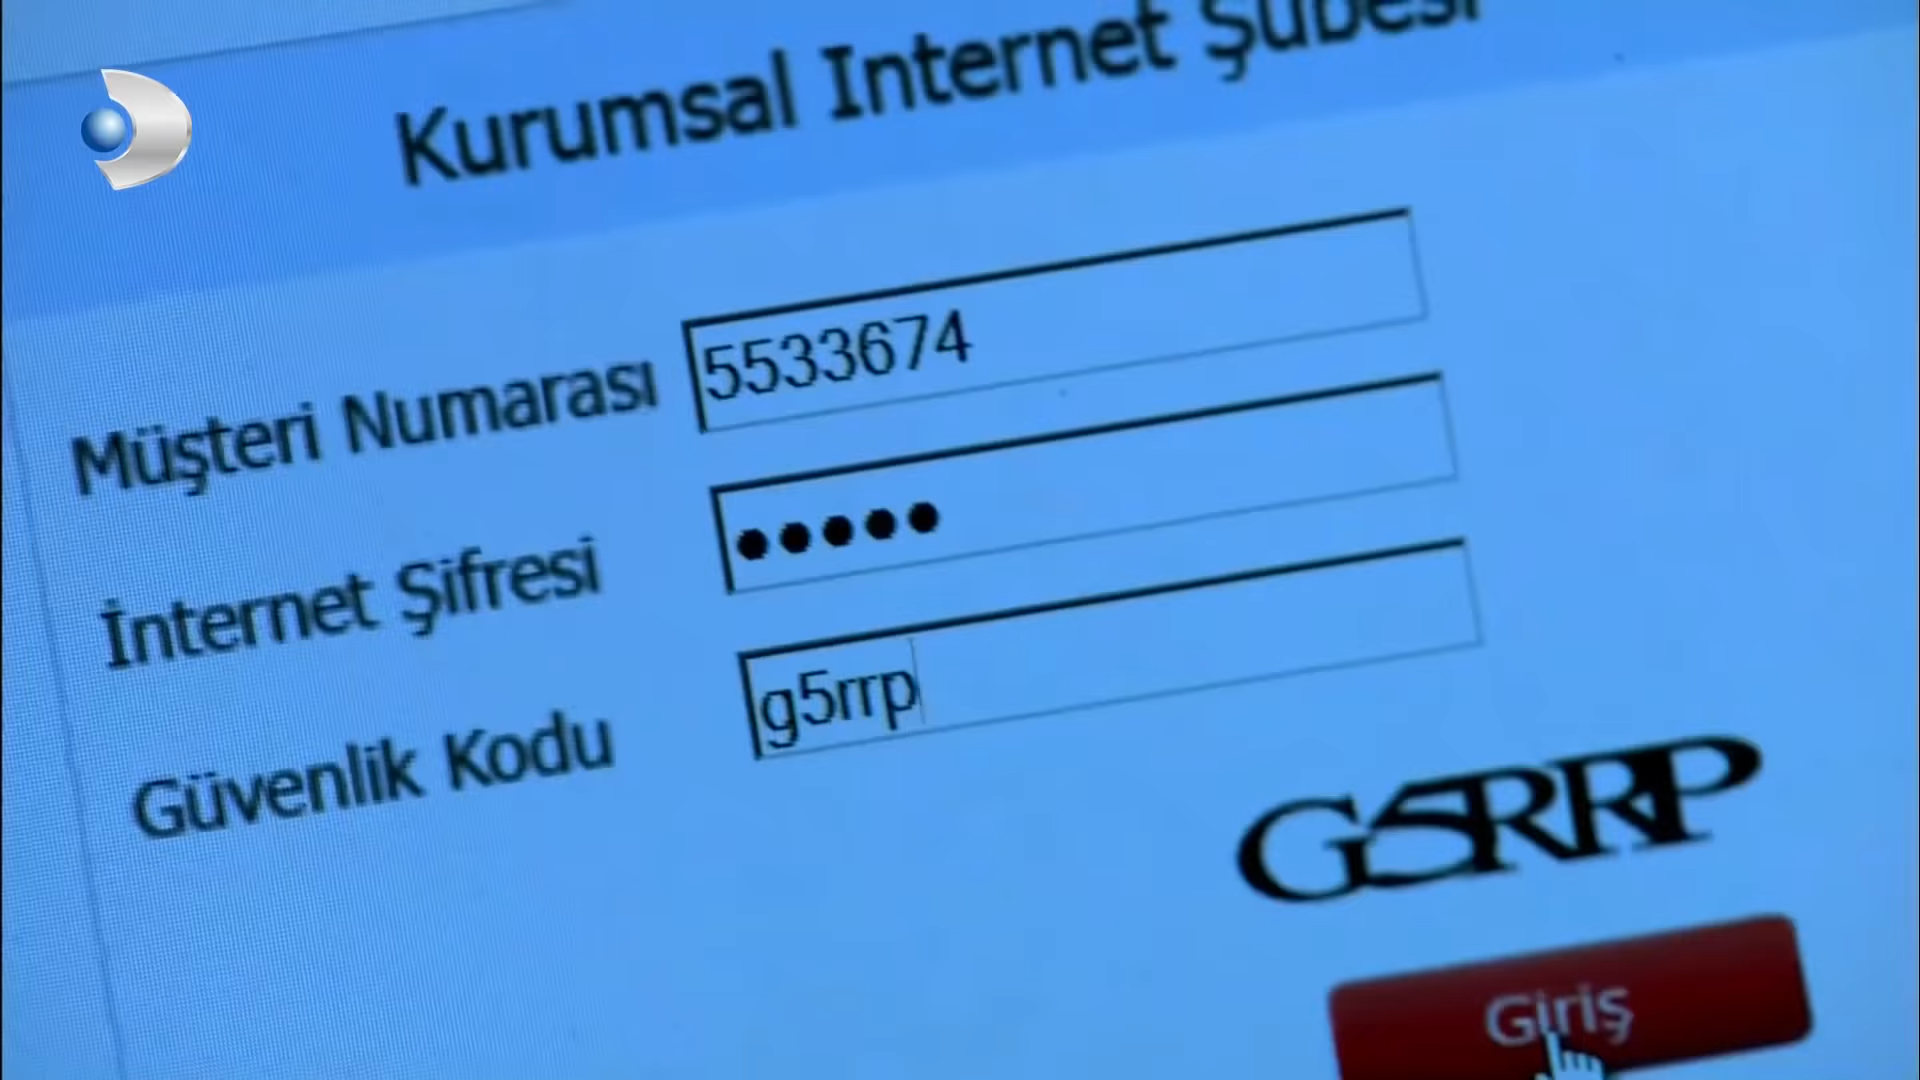 Kurumsal Internet Şubesi
Müşteri Numarası 5533674
İnternet Şifresi •••••
Güvenlik Kodu g5rrp
G5RRP
Giriş